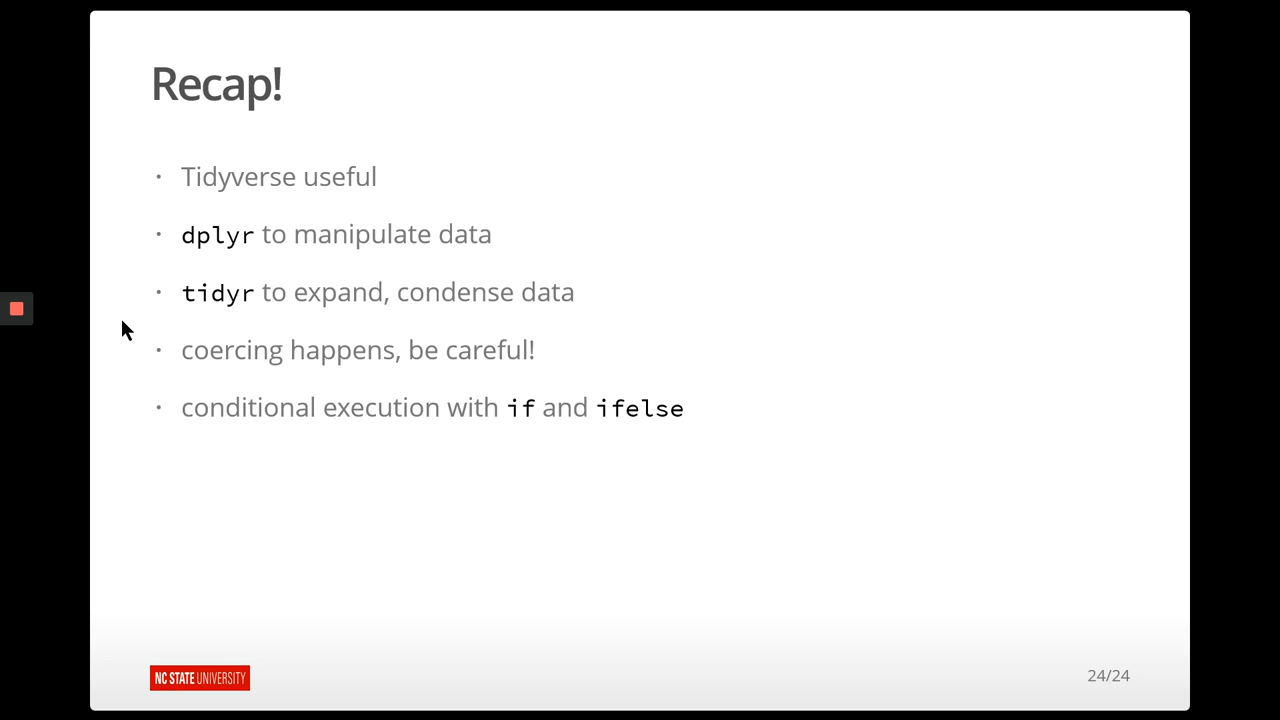 Recap!
· Tidyverse useful
· dplyr to manipulate data
· tidyr to expand, condense data
· coercing happens, be careful!
· conditional execution with if and ifelse
NC STATE UNIVERSITY
24/24